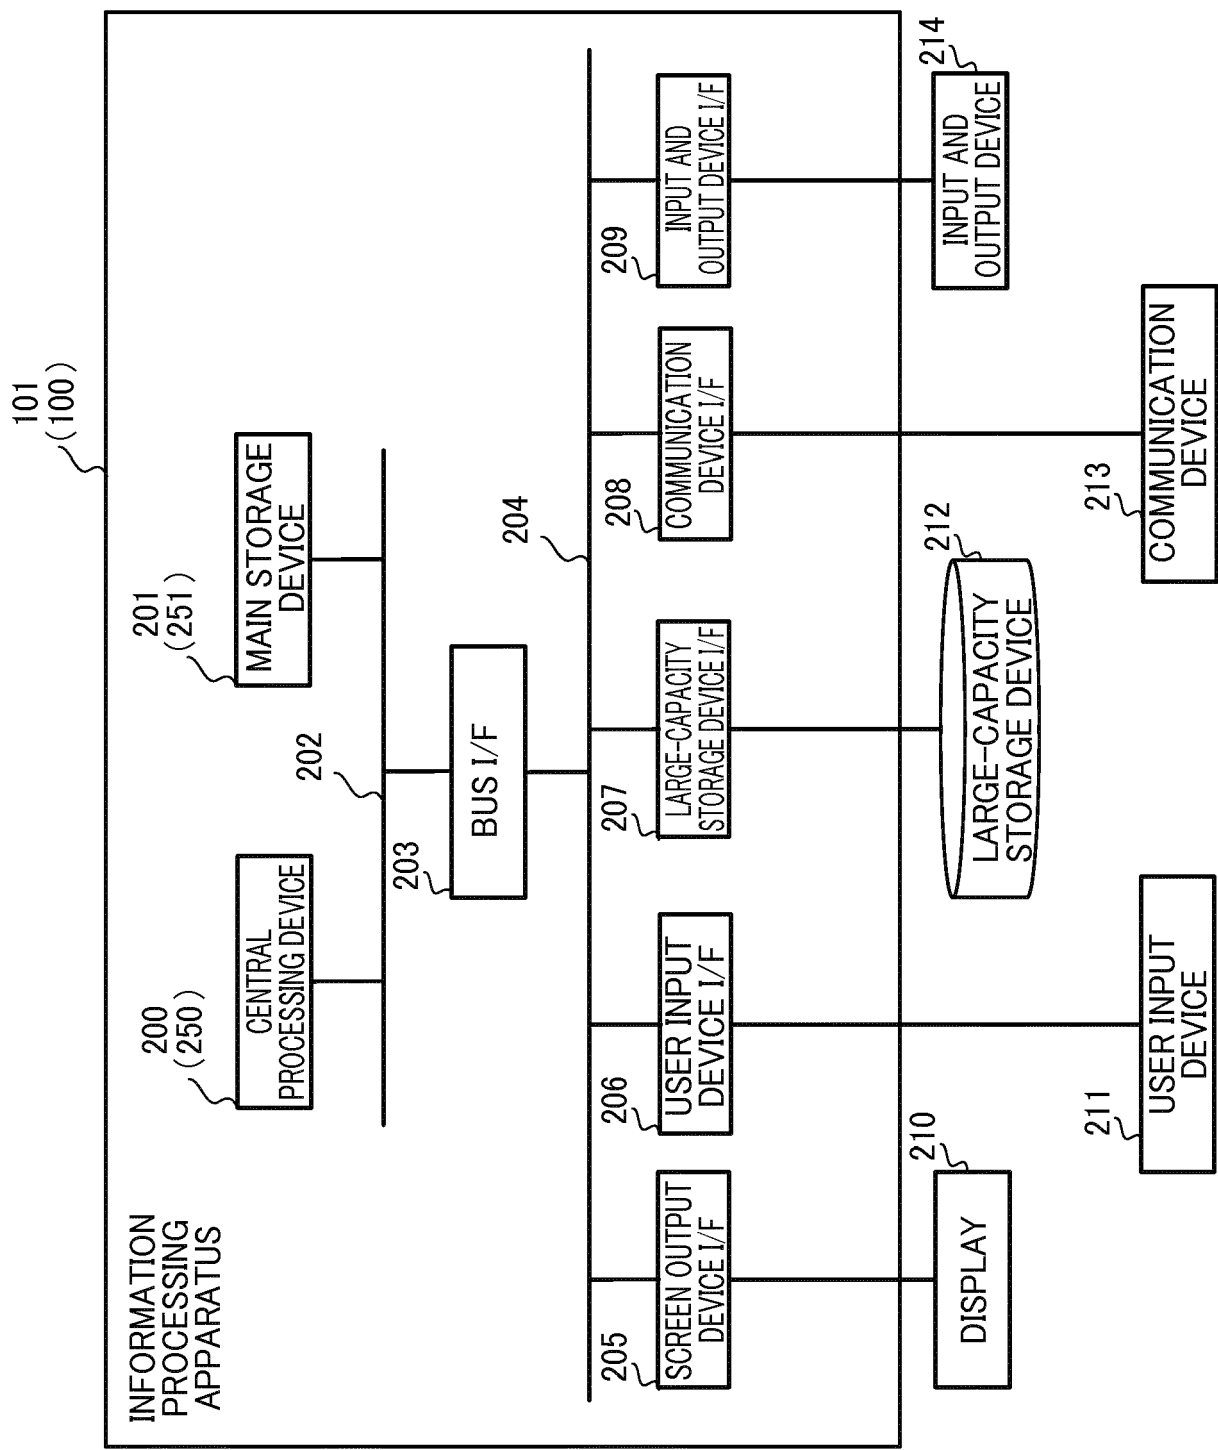 101
(100)
INFORMATION
PROCESSING
APPARATUS
200
(250)
CENTRAL
PROCESSING DEVICE
201
(251)
MAIN STORAGE
DEVICE
202
203
BUS I/F
204
205
SCREEN OUTPUT
DEVICE I/F
206
USER INPUT
DEVICE I/F
207
LARGE-CAPACITY
STORAGE DEVICE I/F
208
COMMUNICATION
DEVICE I/F
209
INPUT AND
OUTPUT DEVICE I/F
210
DISPLAY
211
USER INPUT
DEVICE
212
LARGE-CAPACITY
STORAGE DEVICE
213
COMMUNICATION
DEVICE
214
INPUT AND
OUTPUT DEVICE